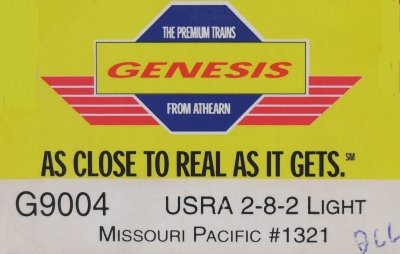 THE PREMIUM TRAINS
GENESIS
FROM ATHEARN
AS CLOSE TO REAL AS IT GETS.℠
G9004 USRA 2-8-2 LIGHT
MISSOURI PACIFIC #1321